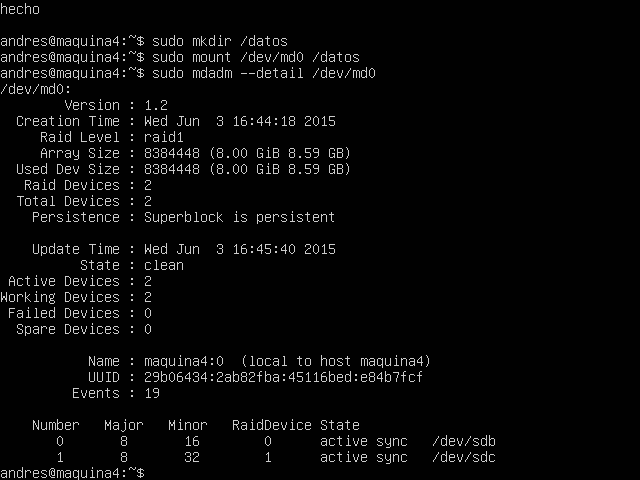 hecho
andres@maquina4:~$ sudo mkdir /datos
andres@maquina4:~$ sudo mount /dev/md0 /datos
andres@maquina4:~$ sudo mdadm --detail /dev/md0
/dev/md0:
Version : 1.2
Creation Time : Wed Jun  3 16:44:18 2015
Raid Level : raid1
Array Size : 8384448 (8.00 GiB 8.59 GB)
Used Dev Size : 8384448 (8.00 GiB 8.59 GB)
Raid Devices : 2
Total Devices : 2
Persistence : Superblock is persistent
Update Time : Wed Jun  3 16:45:40 2015
State : clean
Active Devices : 2
Working Devices : 2
Failed Devices : 0
Spare Devices : 0
Name : maquina4:0  (local to host maquina4)
UUID : 29b06434:2ab82fba:45116bed:e84b7fcf
Events : 19
Number   Major   Minor   RaidDevice State
0       8       16        0      active sync   /dev/sdb
1       8       32        1      active sync   /dev/sdc
andres@maquina4:~$